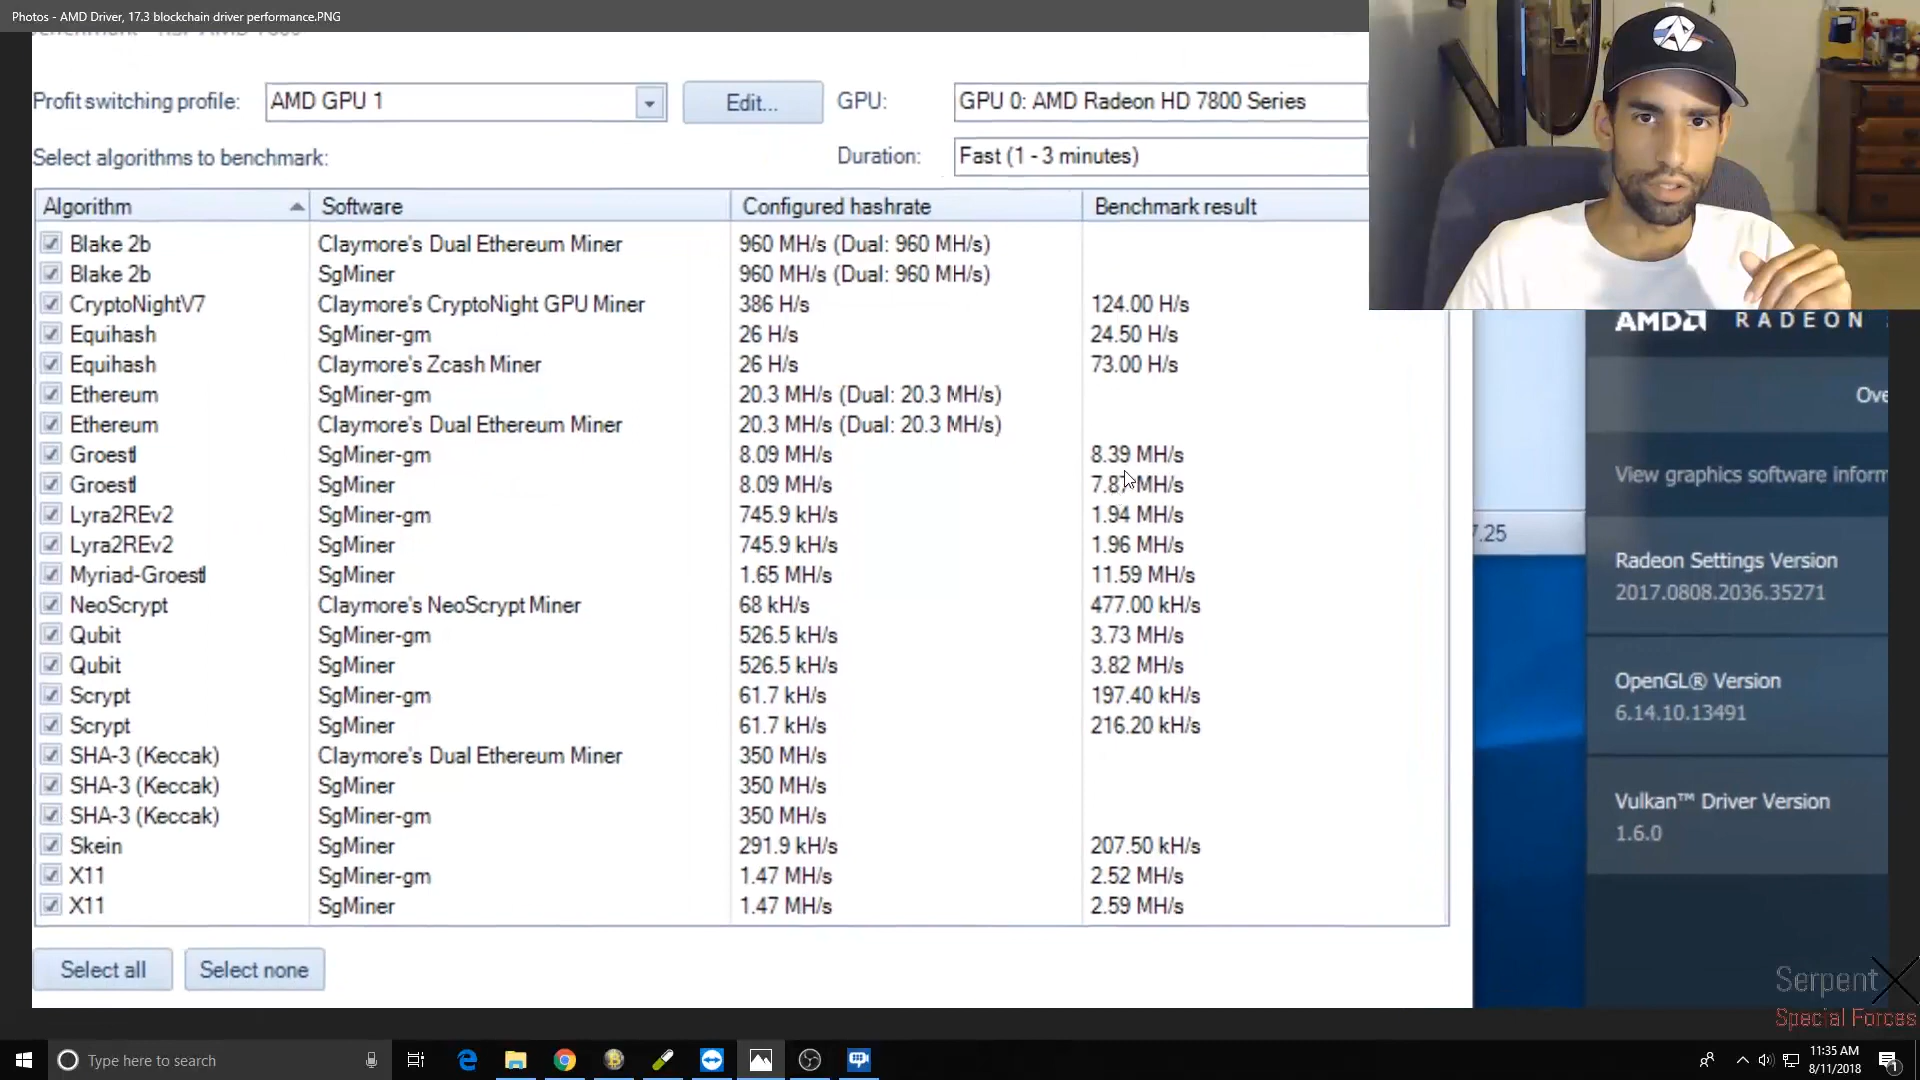 Photos - AMD Driver, 17.3 blockchain driver performance.PNG
Profit switching profile: AMD GPU 1 Edit... GPU: GPU 0: AMD Radeon HD 7800 Series
Select algorithms to benchmark: Duration: Fast (1 - 3 minutes)
Algorithm Software Configured hashrate Benchmark result
Blake 2b Claymore's Dual Ethereum Miner 960 MH/s (Dual: 960 MH/s)
Blake 2b SgMiner 960 MH/s (Dual: 960 MH/s)
CryptoNightV7 Claymore's CryptoNight GPU Miner 386 H/s 124.00 H/s
Equihash SgMiner-gm 26 H/s 24.50 H/s
Equihash Claymore's Zcash Miner 26 H/s 73.00 H/s
Ethereum SgMiner-gm 20.3 MH/s (Dual: 20.3 MH/s)
Ethereum Claymore's Dual Ethereum Miner 20.3 MH/s (Dual: 20.3 MH/s)
Groestl SgMiner-gm 8.09 MH/s 8.39 MH/s
Groestl SgMiner 8.09 MH/s 7.87 MH/s
Lyra2REv2 SgMiner-gm 745.9 kH/s 1.94 MH/s
Lyra2REv2 SgMiner 745.9 kH/s 1.96 MH/s
Myriad-Groestl SgMiner 1.65 MH/s 11.59 MH/s
NeoScrypt Claymore's NeoScrypt Miner 68 kH/s 477.00 kH/s
Qubit SgMiner-gm 526.5 kH/s 3.73 MH/s
Qubit SgMiner 526.5 kH/s 3.82 MH/s
Scrypt SgMiner-gm 61.7 kH/s 197.40 kH/s
Scrypt SgMiner 61.7 kH/s 216.20 kH/s
SHA-3 (Keccak) Claymore's Dual Ethereum Miner 350 MH/s
SHA-3 (Keccak) SgMiner 350 MH/s
SHA-3 (Keccak) SgMiner-gm 350 MH/s
Skein SgMiner 291.9 kH/s 207.50 kH/s
X11 SgMiner-gm 1.47 MH/s 2.52 MH/s
X11 SgMiner 1.47 MH/s 2.59 MH/s
Select all Select none
AMD RADEON
Ove
View graphics software inform
7.25
Radeon Settings Version
2017.0808.2036.35271
OpenGL® Version
6.14.10.13491
Vulkan™ Driver Version
1.6.0
Serpent X
Special Forces
Type here to search
11:35 AM
8/11/2018
1